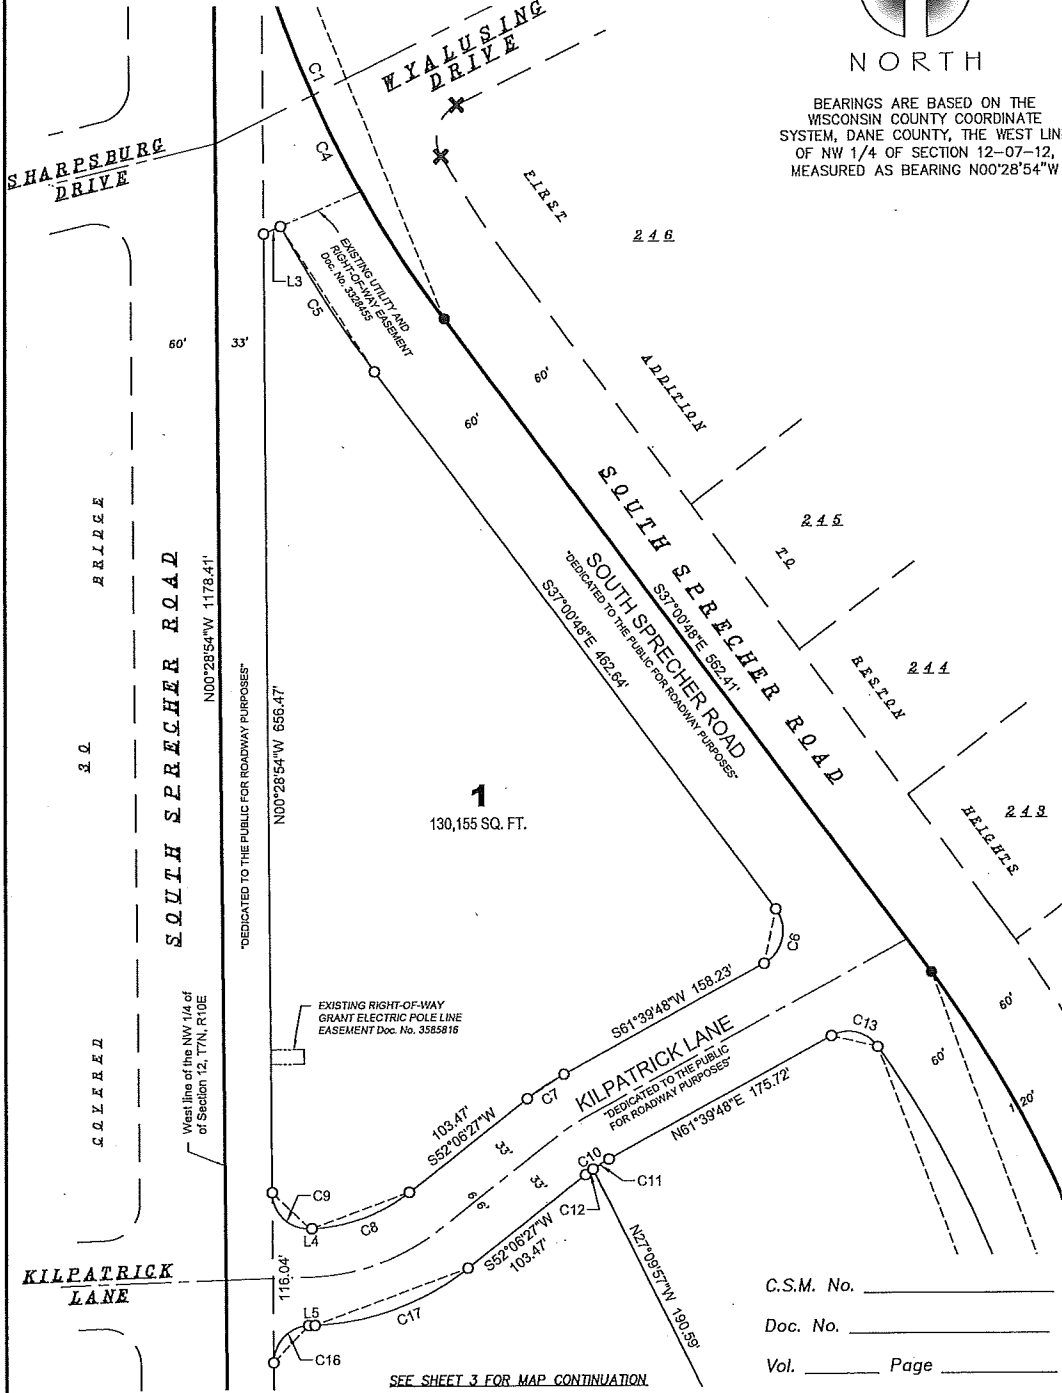 NORTH
BEARINGS ARE BASED ON THE
WISCONSIN COUNTY COORDINATE
SYSTEM, DANE COUNTY, THE WEST LIN
OF NW 1/4 OF SECTION 12-07-12,
MEASURED AS BEARING N00°28'54"W
WYALUSING
DRIVE
SHARPSBURG
DRIVE
C1
C4
FIRST
246
EXISTING UTILITY AND
RIGHT-OF-WAY EASEMENT
Doc. No. 3328455
L3
C5
60'
33'
60'
60'
ADDITION
245
TO
244
RESTON
243
HEIGHTS
SOUTH SPRECHER ROAD
S37°00'48"E 562.41'
SOUTH SPRECHER ROAD
"DEDICATED TO THE PUBLIC FOR ROADWAY PURPOSES"
S37°00'48"E 462.64'
BRIDGE
30
COVERED
SOUTH SPRECHER ROAD
N00°28'54"W 1178.41'
"DEDICATED TO THE PUBLIC FOR ROADWAY PURPOSES"
N00°28'54"W 656.47'
1
130,155 SQ. FT.
C6
S61°39'48"W 158.23'
EXISTING RIGHT-OF-WAY
GRANT ELECTRIC POLE LINE
EASEMENT Doc. No. 3585816
West line of the NW 1/4 of
of Section 12, T7N, R10E
KILPATRICK LANE
"DEDICATED TO THE PUBLIC
FOR ROADWAY PURPOSES"
C13
60'
60'
120'
N61°39'48"E 175.72'
C7
103.47'
S52°06'27"W
33'
66'
33'
C10
C11
C12
C9
L4
C8
S52°06'27"W
103.47'
N27°09'57"W 190.59'
KILPATRICK
LANE
116.04'
L5
C17
C16
C.S.M. No.
Doc. No.
Vol. Page
SEE SHEET 3 FOR MAP CONTINUATION